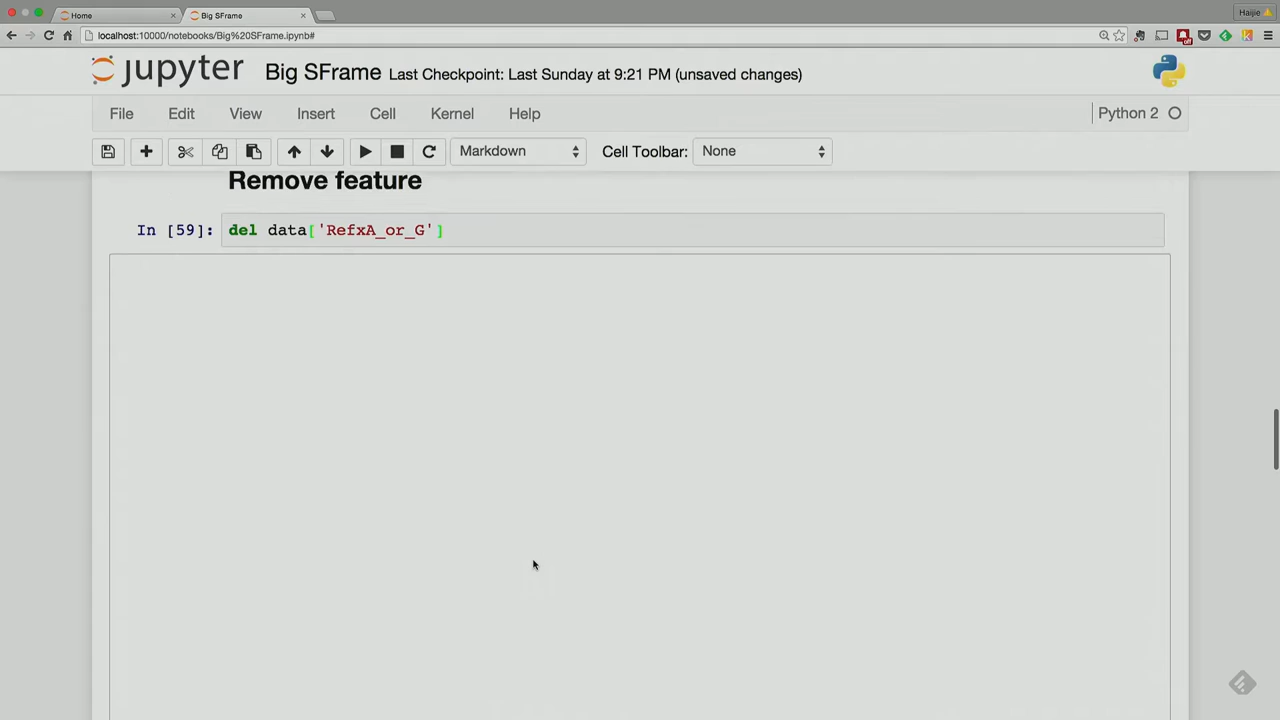 Home
Big SFrame
Haijie
localhost:10000/notebooks/Big%20SFrame.ipynb#
off
jupyter Big SFrame Last Checkpoint: Last Sunday at 9:21 PM (unsaved changes)
File Edit View Insert Cell Kernel Help Python 2
Markdown Cell Toolbar: None
Remove feature
In [59]: del data['RefxA_or_G']